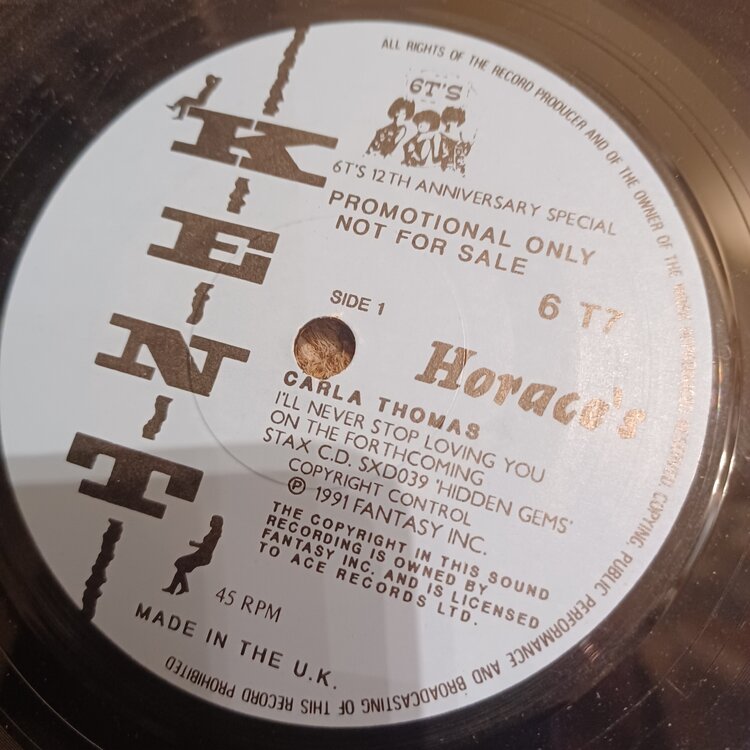 ALL RIGHTS OF THE RECORD PRODUCER AND OF THE OWNER OF THE WORK REPRODUCED RESERVED. COPYING, PUBLIC PERFORMANCE AND BROADCASTING OF THIS RECORD PROHIBITED
KENT
6T'S
6T'S 12TH ANNIVERSARY SPECIAL
PROMOTIONAL ONLY
NOT FOR SALE
SIDE 1
6 T7
Horace's
CARLA THOMAS
I'LL NEVER STOP LOVING YOU
ON THE FORTHCOMING
STAX C.D. SXD039 'HIDDEN GEMS'
COPYRIGHT CONTROL
℗ 1991 FANTASY INC.
THE COPYRIGHT IN THIS SOUND
RECORDING IS OWNED BY
FANTASY INC. AND IS LICENSED
TO ACE RECORDS LTD.
45 RPM
MADE IN THE U.K.